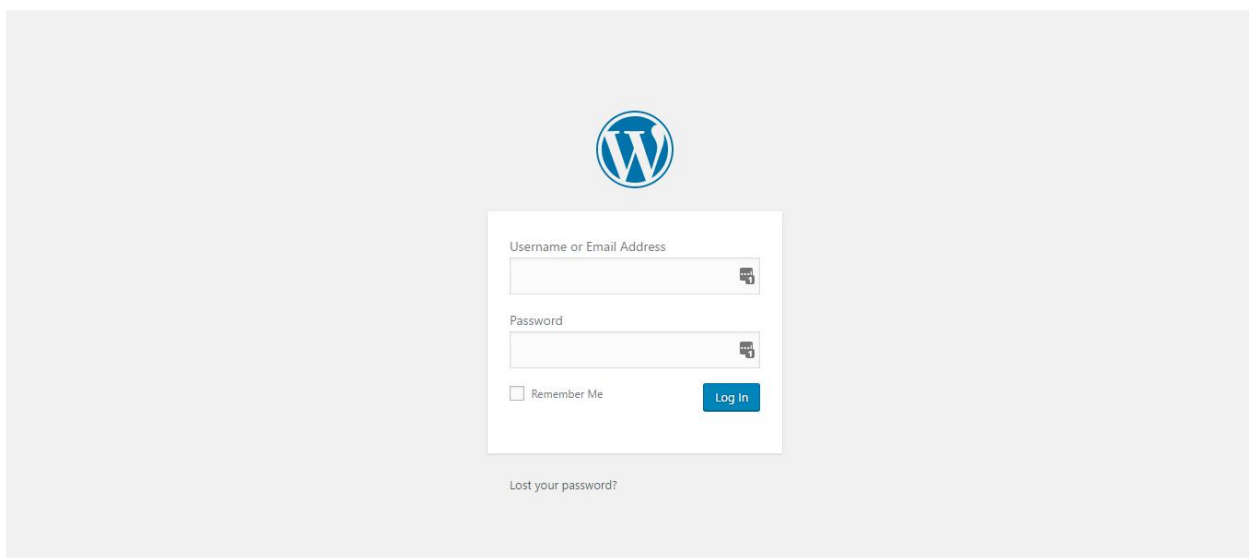 Username or Email Address
Password
Remember Me
Log In
Lost your password?